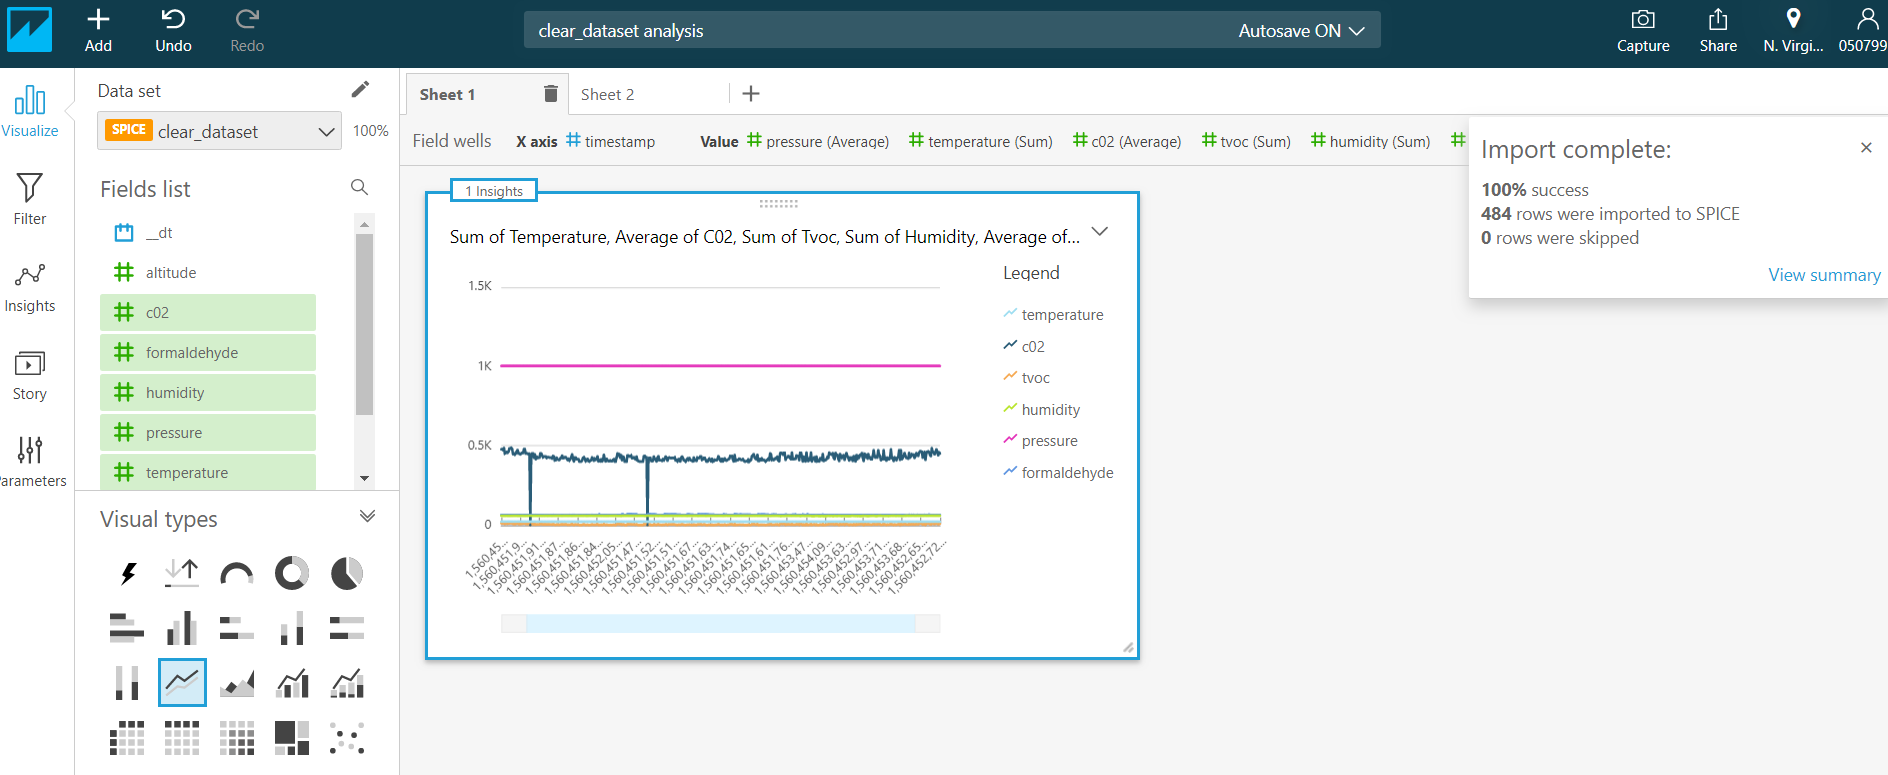 Add
Undo
Redo
clear_dataset analysis
Autosave ON
Capture
Share
N. Virgi...
050799
Visualize
Filter
Insights
Story
arameters
Data set
SPICE clear_dataset
100%
Fields list
__dt
altitude
c02
formaldehyde
humidity
pressure
temperature
Visual types
Sheet 1
Sheet 2
Field wells X axis timestamp Value pressure (Average) temperature (Sum) c02 (Average) tvoc (Sum) humidity (Sum)
1 Insights
Sum of Temperature, Average of C02, Sum of Tvoc, Sum of Humidity, Average of...
1.5K
1K
0.5K
0
1,560,45...
1,560,451,9...
1,560,451,91...
1,560,451,87...
1,560,451,86...
1,560,451,84...
1,560,452,05...
1,560,451,47...
1,560,451,52...
1,560,451,51...
1,560,451,67...
1,560,451,63...
1,560,451,74...
1,560,451,65...
1,560,451,61...
1,560,451,76...
1,560,453,47...
1,560,454,09...
1,560,453,63...
1,560,452,97...
1,560,453,71...
1,560,453,68...
1,560,452,65...
1,560,452,72...
Legend
temperature
c02
tvoc
humidity
pressure
formaldehyde
Import complete:
100% success
484 rows were imported to SPICE
0 rows were skipped
View summary